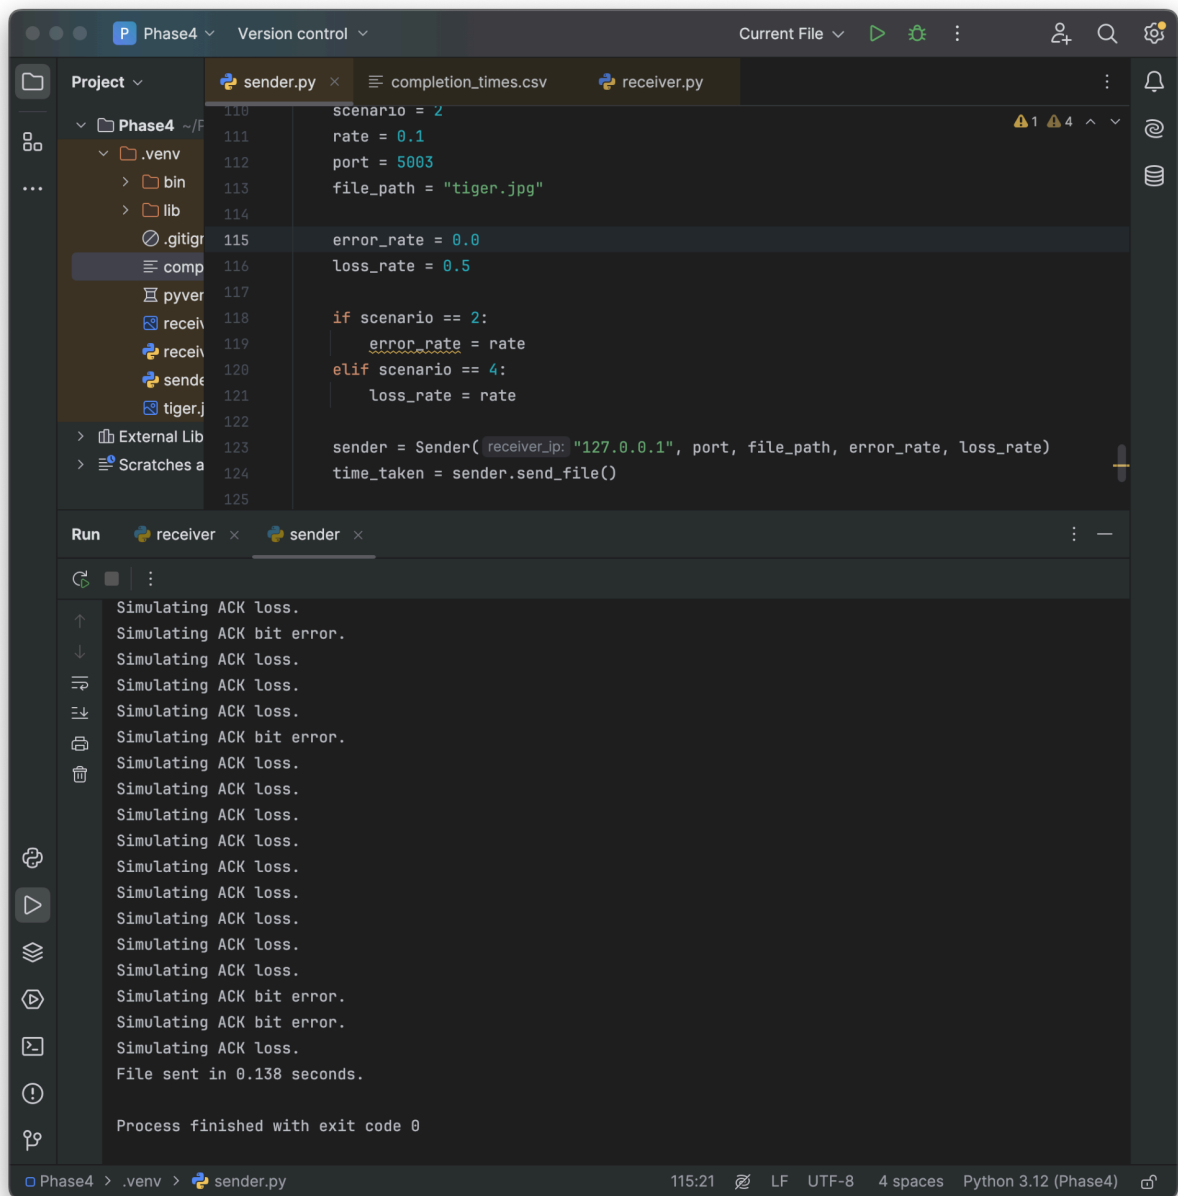 P Phase4 Version control Current File
Project
sender.py completion_times.csv receiver.py
Phase4 ~/P
.venv
bin
lib
.gitigr
comp
pyver
receiv
receiv
sende
tiger.j
External Lib
Scratches a
1 4
110 scenario = 2
111 rate = 0.1
112 port = 5003
113 file_path = "tiger.jpg"
114
115 error_rate = 0.0
116 loss_rate = 0.5
117
118 if scenario == 2:
119 error_rate = rate
120 elif scenario == 4:
121 loss_rate = rate
122
123 sender = Sender( receiver_ip: "127.0.0.1", port, file_path, error_rate, loss_rate)
124 time_taken = sender.send_file()
125
Run receiver sender
Simulating ACK loss.
Simulating ACK bit error.
Simulating ACK loss.
Simulating ACK loss.
Simulating ACK loss.
Simulating ACK bit error.
Simulating ACK loss.
Simulating ACK loss.
Simulating ACK loss.
Simulating ACK loss.
Simulating ACK loss.
Simulating ACK loss.
Simulating ACK loss.
Simulating ACK loss.
Simulating ACK loss.
Simulating ACK bit error.
Simulating ACK bit error.
Simulating ACK loss.
File sent in 0.138 seconds.
Process finished with exit code 0
Phase4 > .venv > sender.py 115:21 LF UTF-8 4 spaces Python 3.12 (Phase4)